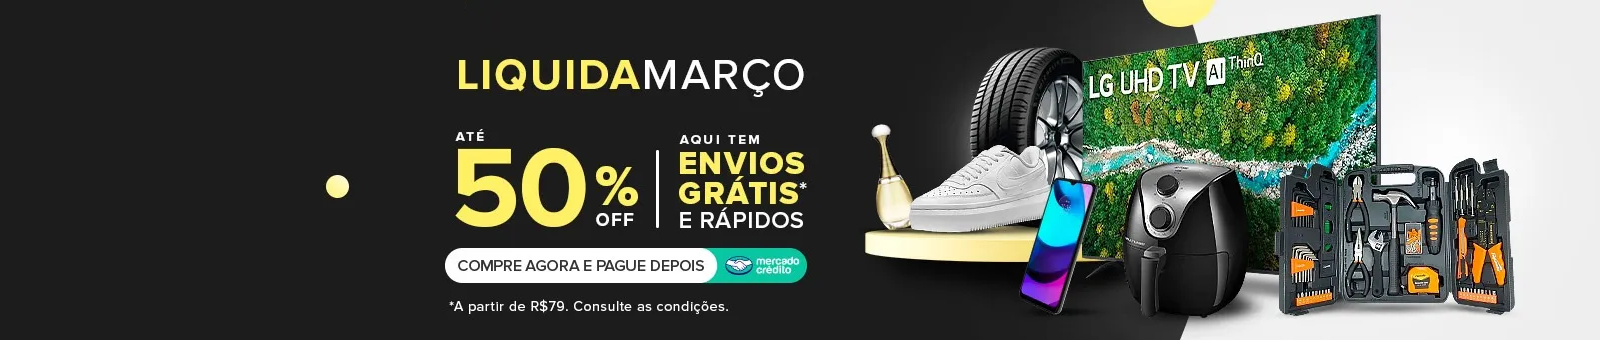 LIQUIDAMARÇO
ATÉ
50%
OFF
AQUI TEM
ENVIOS
GRÁTIS*
E RÁPIDOS
COMPRE AGORA E PAGUE DEPOIS
mercado
crédito
*A partir de R$79. Consulte as condições.
LG UHD TV AI ThinQ